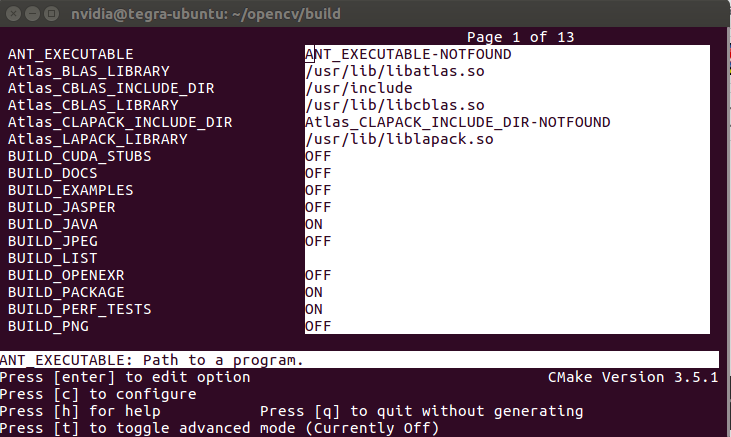 nvidia@tegra-ubuntu: ~/opencv/build
Page 1 of 13
ANT_EXECUTABLE ANT_EXECUTABLE-NOTFOUND
Atlas_BLAS_LIBRARY /usr/lib/libatlas.so
Atlas_CBLAS_INCLUDE_DIR /usr/include
Atlas_CBLAS_LIBRARY /usr/lib/libcblas.so
Atlas_CLAPACK_INCLUDE_DIR Atlas_CLAPACK_INCLUDE_DIR-NOTFOUND
Atlas_LAPACK_LIBRARY /usr/lib/liblapack.so
BUILD_CUDA_STUBS OFF
BUILD_DOCS OFF
BUILD_EXAMPLES OFF
BUILD_JASPER OFF
BUILD_JAVA ON
BUILD_JPEG OFF
BUILD_LIST
BUILD_OPENEXR OFF
BUILD_PACKAGE ON
BUILD_PERF_TESTS ON
BUILD_PNG OFF
ANT_EXECUTABLE: Path to a program.
Press [enter] to edit option CMake Version 3.5.1
Press [c] to configure
Press [h] for help Press [q] to quit without generating
Press [t] to toggle advanced mode (Currently Off)